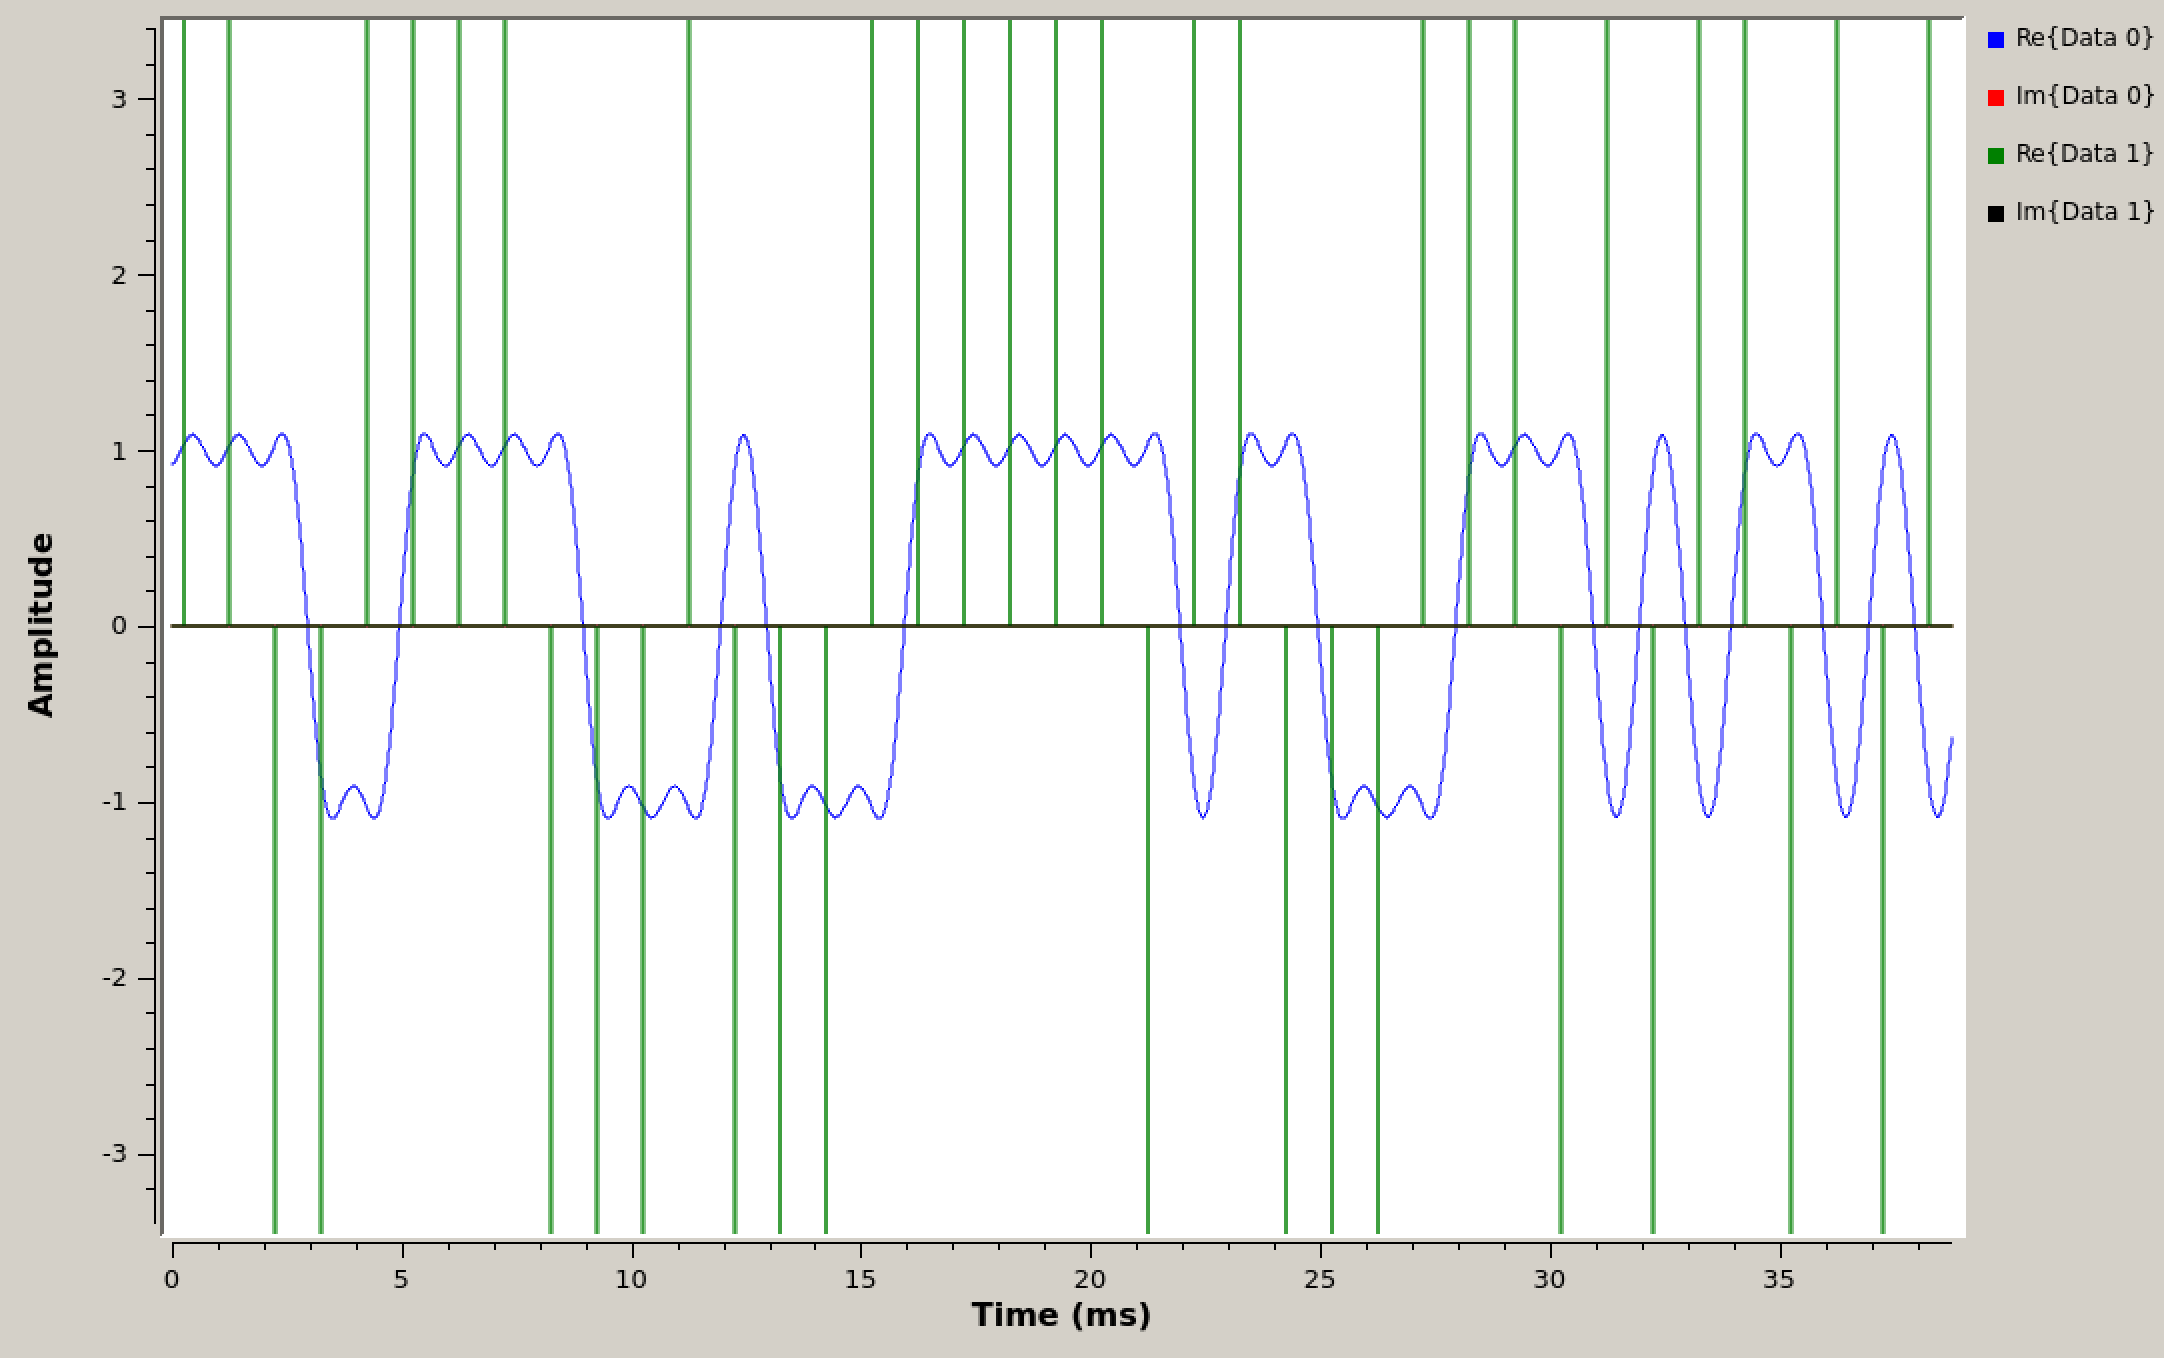 Re{Data 0}
Im{Data 0}
Re{Data 1}
Im{Data 1}
3
2
1
0
-1
-2
-3
Amplitude
0 5 10 15 20 25 30 35
Time (ms)